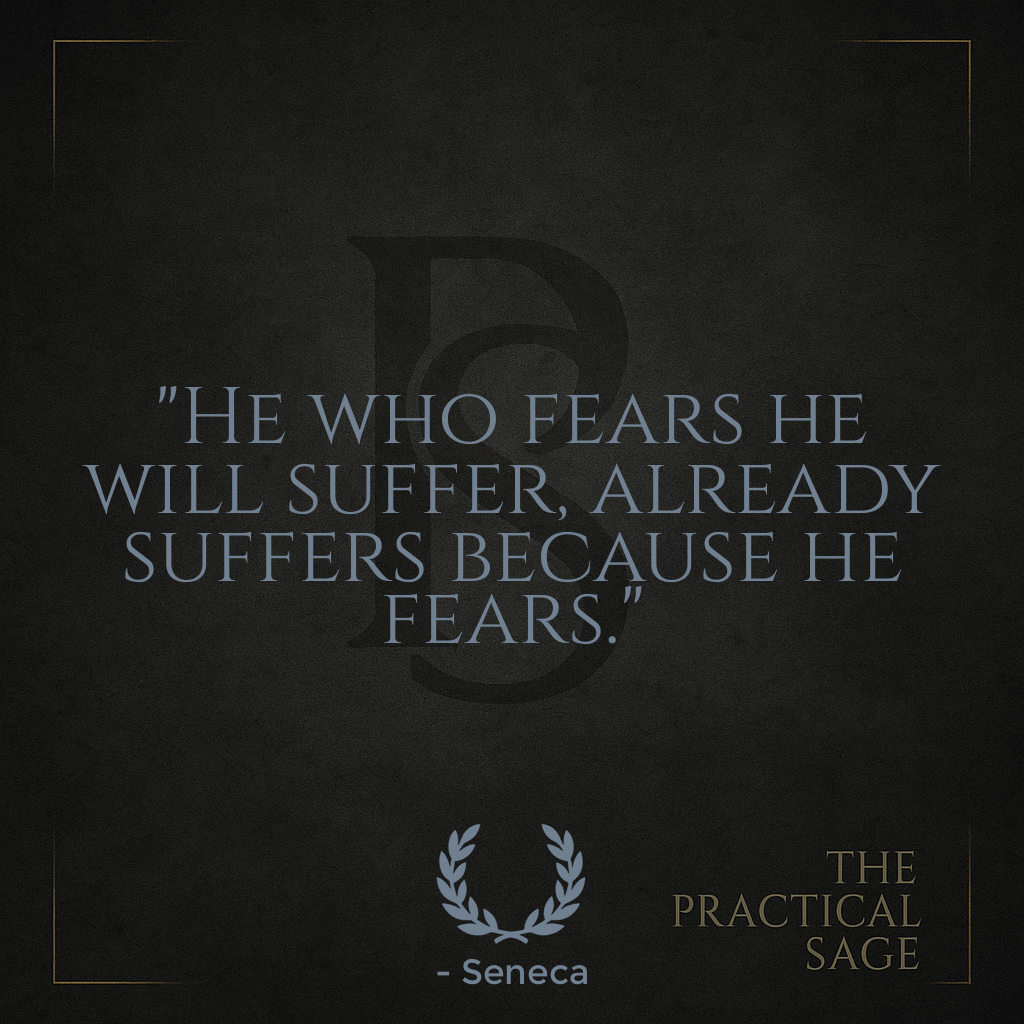 "He who fears he
will suffer, already
suffers because he
fears."
- Seneca
THE
PRACTICAL
SAGE